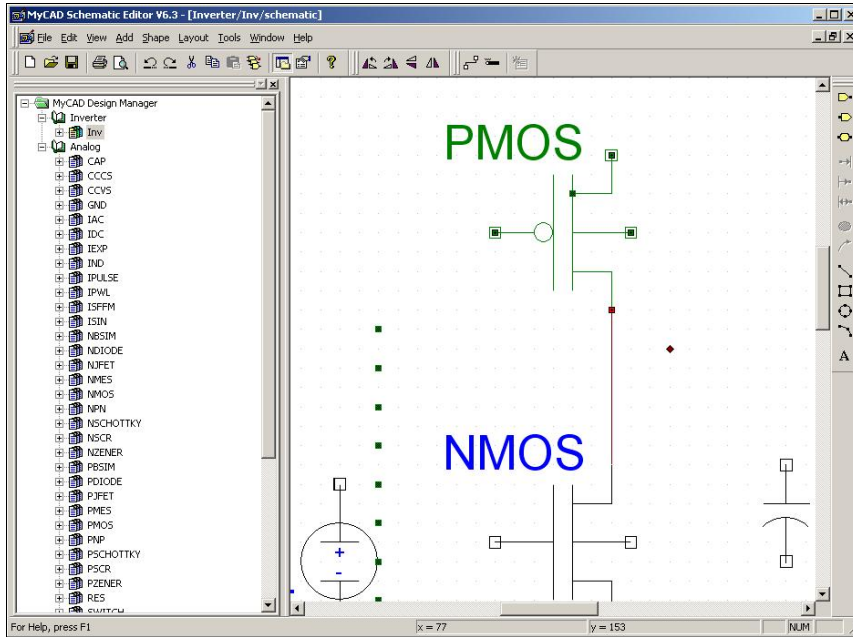 MyCAD Schematic Editor V6.3 - [Inverter/Inv/schematic]
File Edit View Add Shape Layout Tools Window Help
MyCAD Design Manager
Inverter
Inv
Analog
CAP
CCCS
CCVS
GND
IAC
IDC
IEXP
IND
IPULSE
IPWL
ISFFM
ISIN
NBSIM
NDIODE
NJFET
NMES
NMOS
NPN
NSCHOTTKY
NSCR
NZENER
PBSIM
PDIODE
PJFET
PMES
PMOS
PNP
PSCHOTTKY
PSCR
PZENER
RES
SWITCH
PMOS
NMOS
+
-
A
For Help, press F1
x = 77
y = 153
NUM